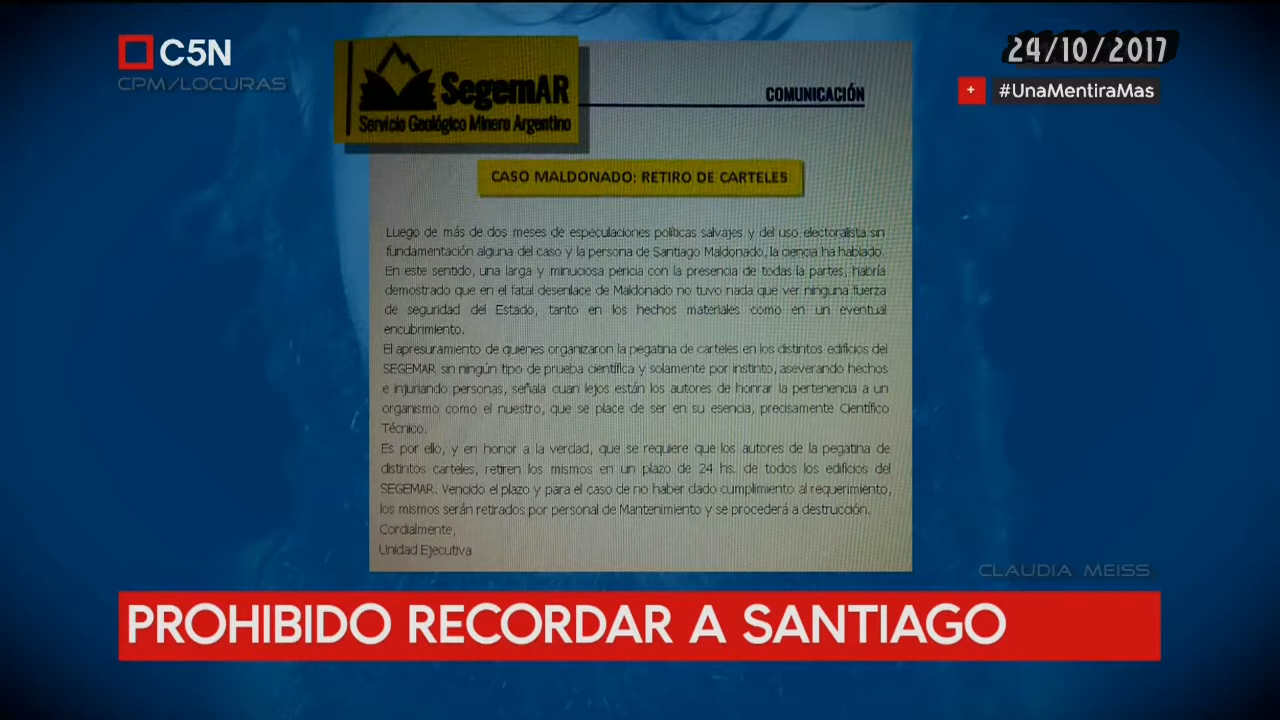 C5N
CPM/LOCURAS
24/10/2017
+ #UnaMentiraMas
SegemAR
Servicio Geológico Minero Argentino
COMUNICACIÓN
CASO MALDONADO: RETIRO DE CARTELES
Luego de más de dos meses de especulaciones políticas salvajes y del uso electoralista sin
fundamentación alguna del caso y la persona de Santiago Maldonado, la ciencia ha hablado.
En este sentido, una larga y minuciosa pericia con la presencia de todas la partes, habría
demostrado que en el fatal desenlace de Maldonado no tuvo nada que ver ninguna fuerza
de seguridad del Estado, tanto en los hechos materiales como en un eventual
encubrimiento.
El apresuramiento de quienes organizaron la pegatina de carteles en los distintos edificios del
SEGEMAR sin ningún tipo de prueba científica y solamente por instinto, aseverando hechos
e injuriando personas, señala cuan lejos están los autores de honrar la pertenencia a un
organismo como el nuestro, que se place de ser en su esencia, precisamente Científico
Técnico.
Es por ello, y en honor a la verdad, que se requiere que los autores de la pegatina de
distintos carteles, retiren los mismos en un plazo de 24 hs. de todos los edificios del
SEGEMAR. Vencido el plazo y para el caso de no haber dado cumplimiento al requerimiento,
los mismos serán retirados por personal de Mantenimiento y se procederá a destrucción.
Cordialmente,
Unidad Ejecutiva
CLAUDIA MEISS
PROHIBIDO RECORDAR A SANTIAGO